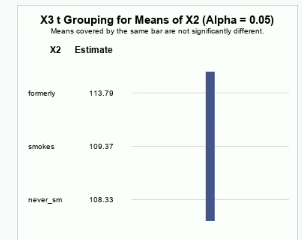 X3 t Grouping for Means of X2 (Alpha = 0.05)
Means covered by the same bar are not significantly different.
X2 Estimate
formerly 113.79
smokes 109.37
never_sm 108.33